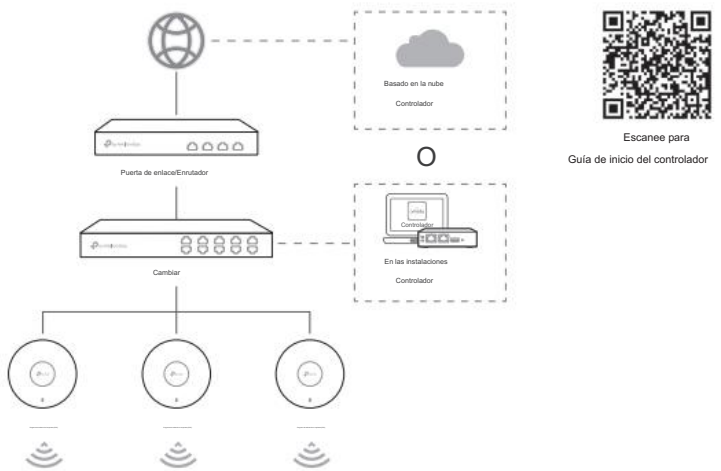 Basado en la nube
Controlador
Escanee para
Guía de inicio del controlador
O
Puerta de enlace/Enrutador
Controlador
En las instalaciones
Controlador
Cambiar